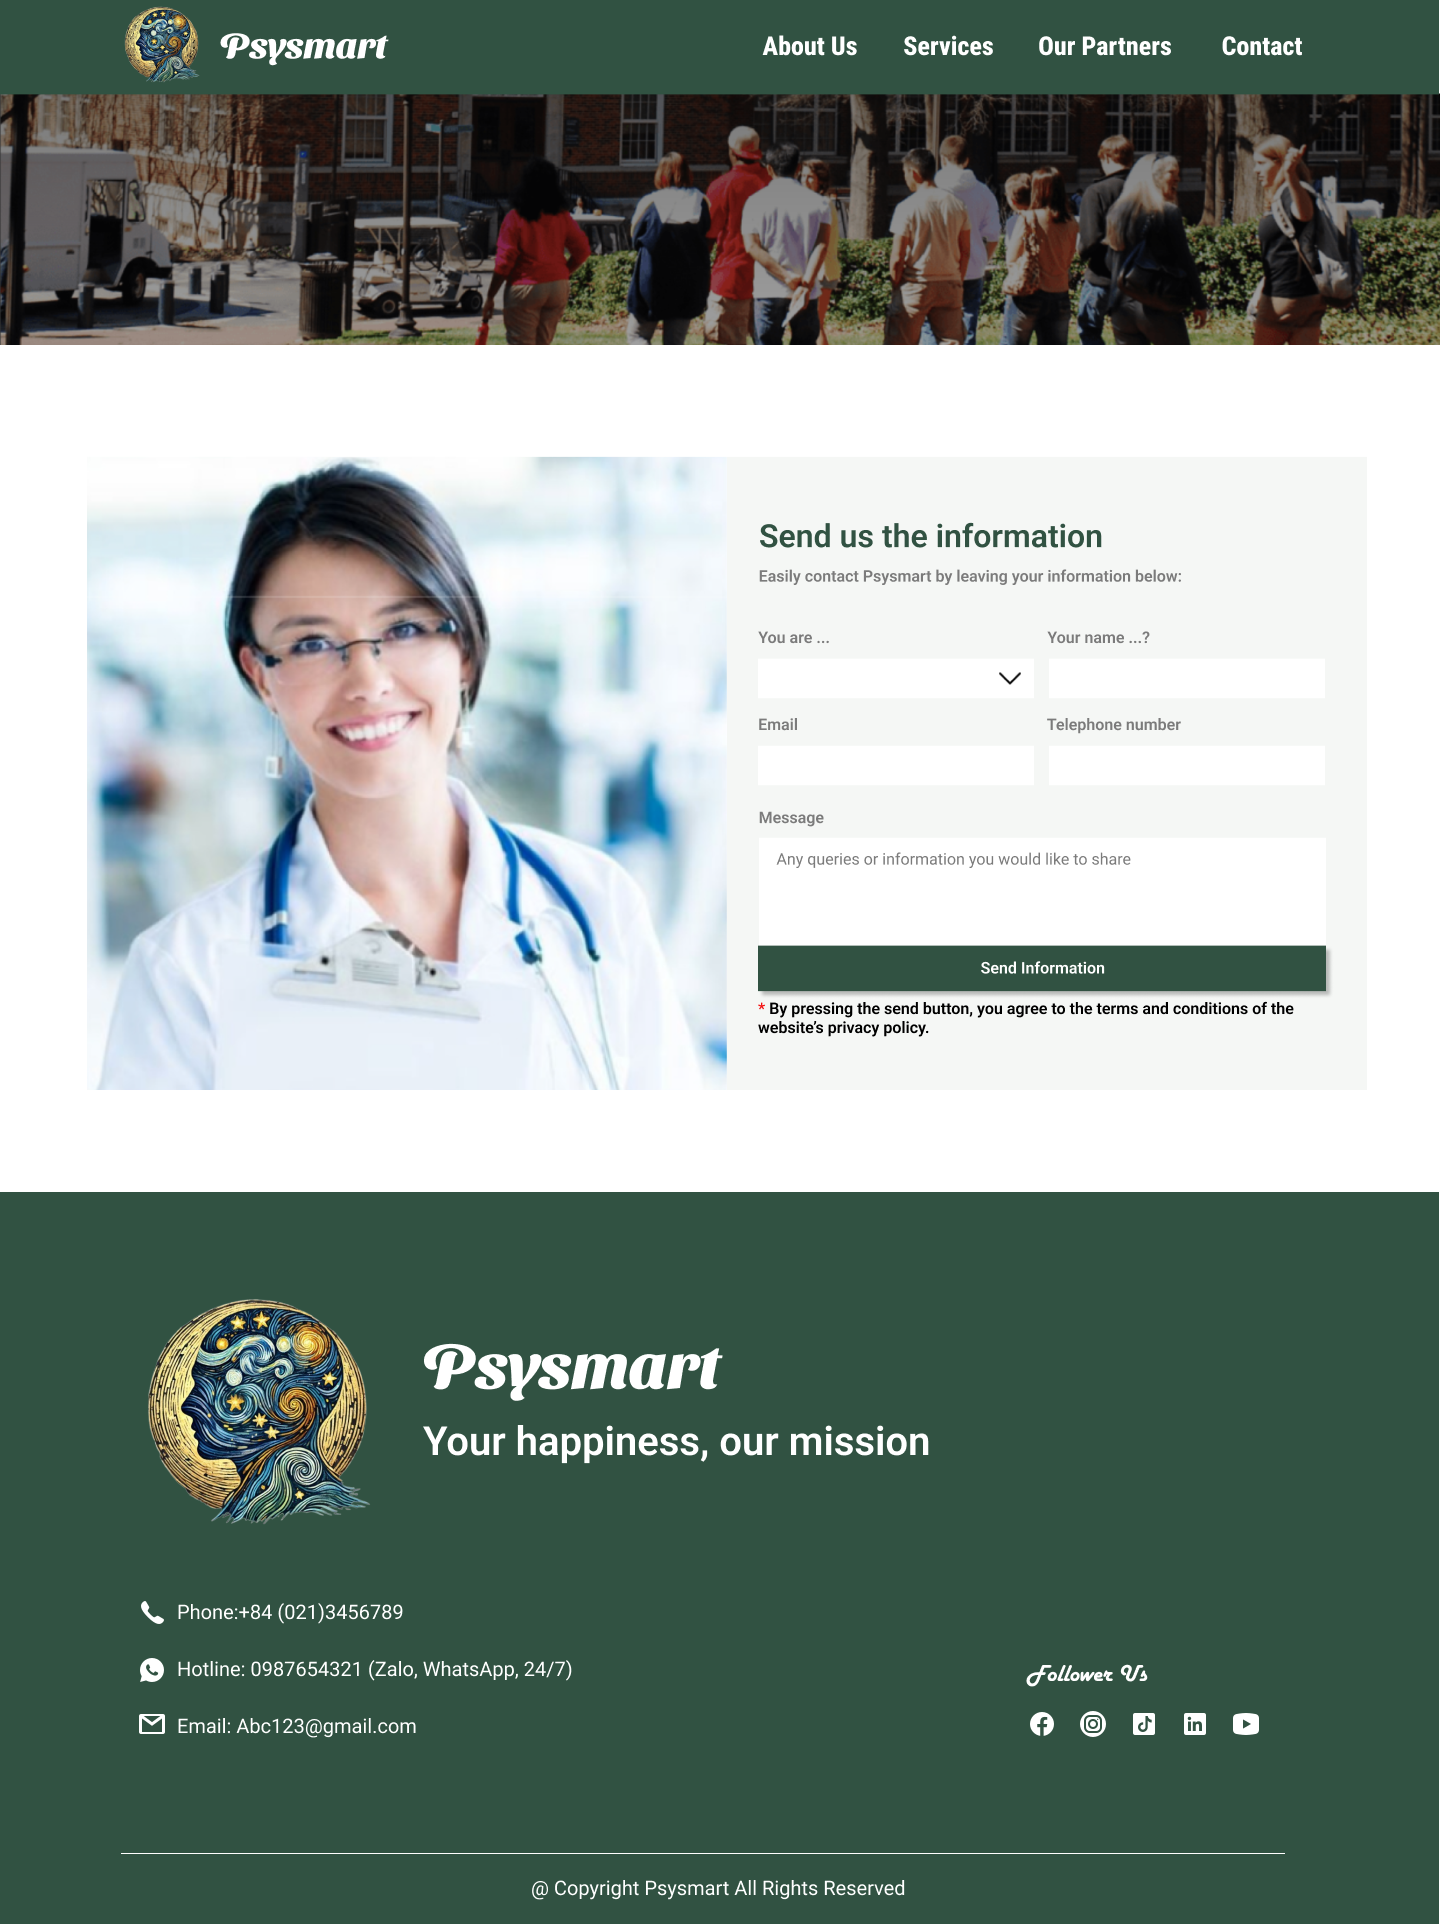 Psysmart
About Us
Services
Our Partners
Contact
Send us the information
Easily contact Psysmart by leaving your information below:
You are ...
Your name ...?
Email
Telephone number
Message
Any queries or information you would like to share
Send Information
* By pressing the send button, you agree to the terms and conditions of the
website’s privacy policy.
Psysmart
Your happiness, our mission
Phone:+84 (021)3456789
Hotline: 0987654321 (Zalo, WhatsApp, 24/7)
Email: Abc123@gmail.com
Follower Us
@ Copyright Psysmart All Rights Reserved